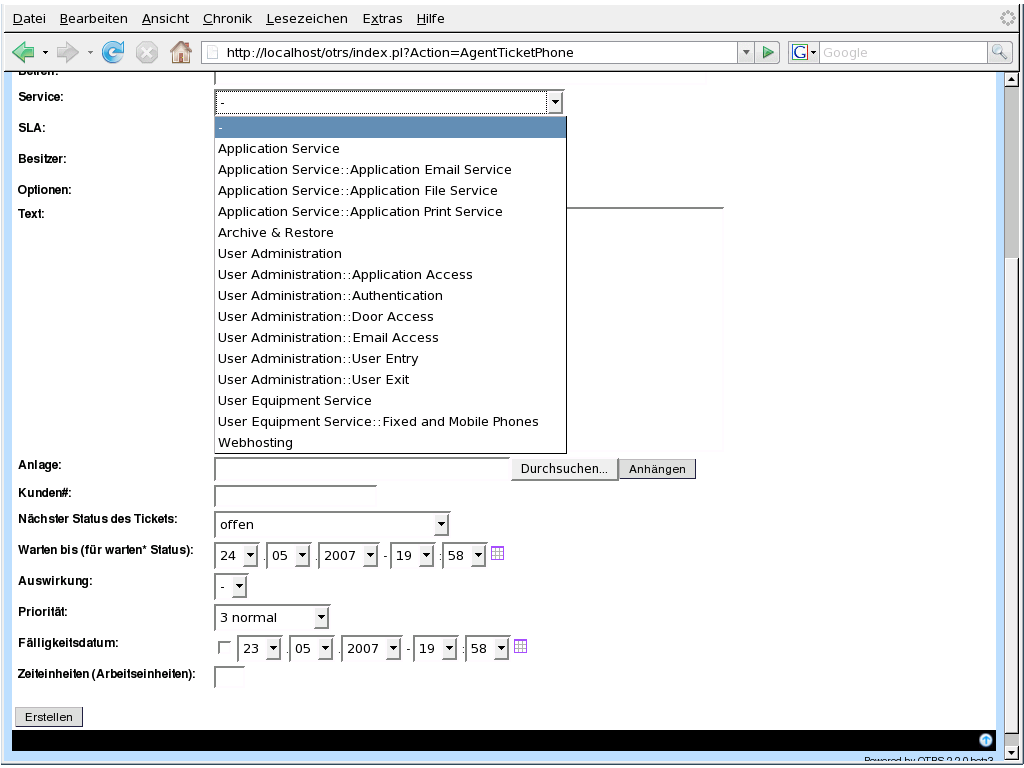 Datei Bearbeiten Ansicht Chronik Lesezeichen Extras Hilfe
http://localhost/otrs/index.pl?Action=AgentTicketPhone G Google
Betreff:
Service: -
SLA: -
Application Service
Besitzer: Application Service::Application Email Service
Optionen: Application Service::Application File Service
Text: Application Service::Application Print Service
Archive & Restore
User Administration
User Administration::Application Access
User Administration::Authentication
User Administration::Door Access
User Administration::Email Access
User Administration::User Entry
User Administration::User Exit
User Equipment Service
User Equipment Service::Fixed and Mobile Phones
Webhosting
Anlage: Durchsuchen... Anhängen
Kunden#:
Nächster Status des Tickets: offen
Warten bis (für warten* Status): 24 . 05 . 2007 - 19 : 58
Auswirkung: -
Priorität: 3 normal
Fälligkeitsdatum: 23 . 05 . 2007 - 19 : 58
Zeiteinheiten (Arbeitseinheiten):
Erstellen
Powered by OTRS 2.2.0 beta3